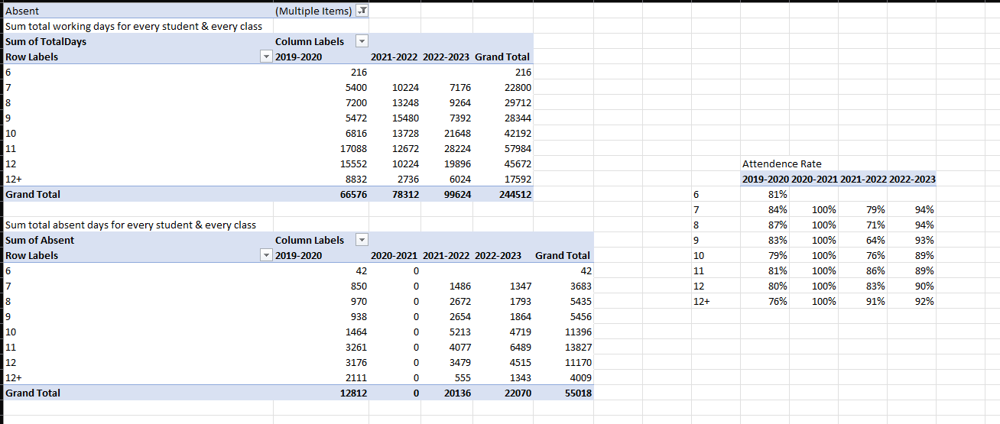 Absent (Multiple Items)
Sum total working days for every student & every class
Sum of TotalDays Column Labels
Row Labels 2019-2020 2021-2022 2022-2023 Grand Total
6 216 216
7 5400 10224 7176 22800
8 7200 13248 9264 29712
9 5472 15480 7392 28344
10 6816 13728 21648 42192
11 17088 12672 28224 57984
12 15552 10224 19896 45672
12+ 8832 2736 6024 17592
Grand Total 66576 78312 99624 244512
Sum total absent days for every student & every class
Sum of Absent Column Labels
Row Labels 2019-2020 2020-2021 2021-2022 2022-2023 Grand Total
6 42 0 42
7 850 0 1486 1347 3683
8 970 0 2672 1793 5435
9 938 0 2654 1864 5456
10 1464 0 5213 4719 11396
11 3261 0 4077 6489 13827
12 3176 0 3479 4515 11170
12+ 2111 0 555 1343 4009
Grand Total 12812 0 20136 22070 55018
Attendence Rate
2019-2020 2020-2021 2021-2022 2022-2023
6 81%
7 84% 100% 79% 94%
8 87% 100% 71% 94%
9 83% 100% 64% 93%
10 79% 100% 76% 89%
11 81% 100% 86% 89%
12 80% 100% 83% 90%
12+ 76% 100% 91% 92%